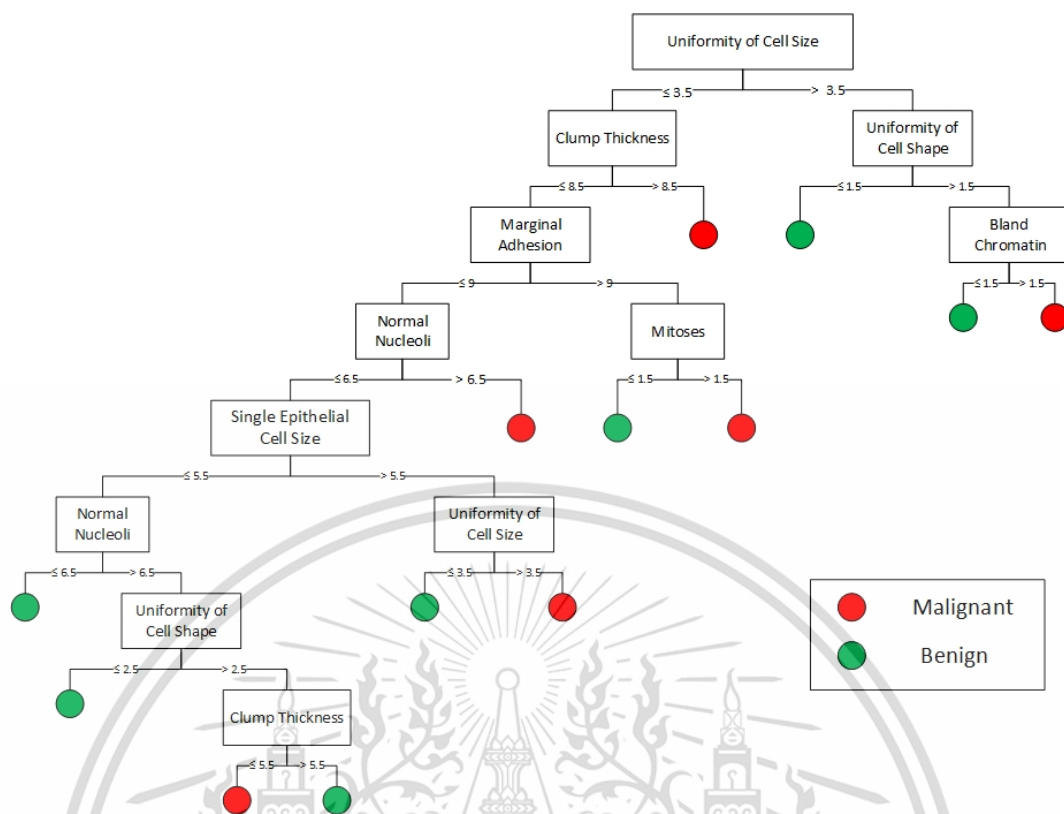 Uniformity of Cell Size
≤ 3.5
> 3.5
Clump Thickness
Uniformity of
Cell Shape
≤ 8.5
> 8.5
≤ 1.5
> 1.5
Marginal
Adhesion
Bland
Chromatin
≤ 9
> 9
≤ 1.5
> 1.5
Normal
Nucleoli
Mitoses
≤ 6.5
> 6.5
≤ 1.5
> 1.5
Single Epithelial
Cell Size
≤ 5.5
> 5.5
Normal
Nucleoli
Uniformity of
Cell Size
≤ 6.5
> 6.5
≤ 3.5
> 3.5
Uniformity of
Cell Shape
Malignant
Benign
≤ 2.5
> 2.5
Clump Thickness
≤ 5.5
> 5.5